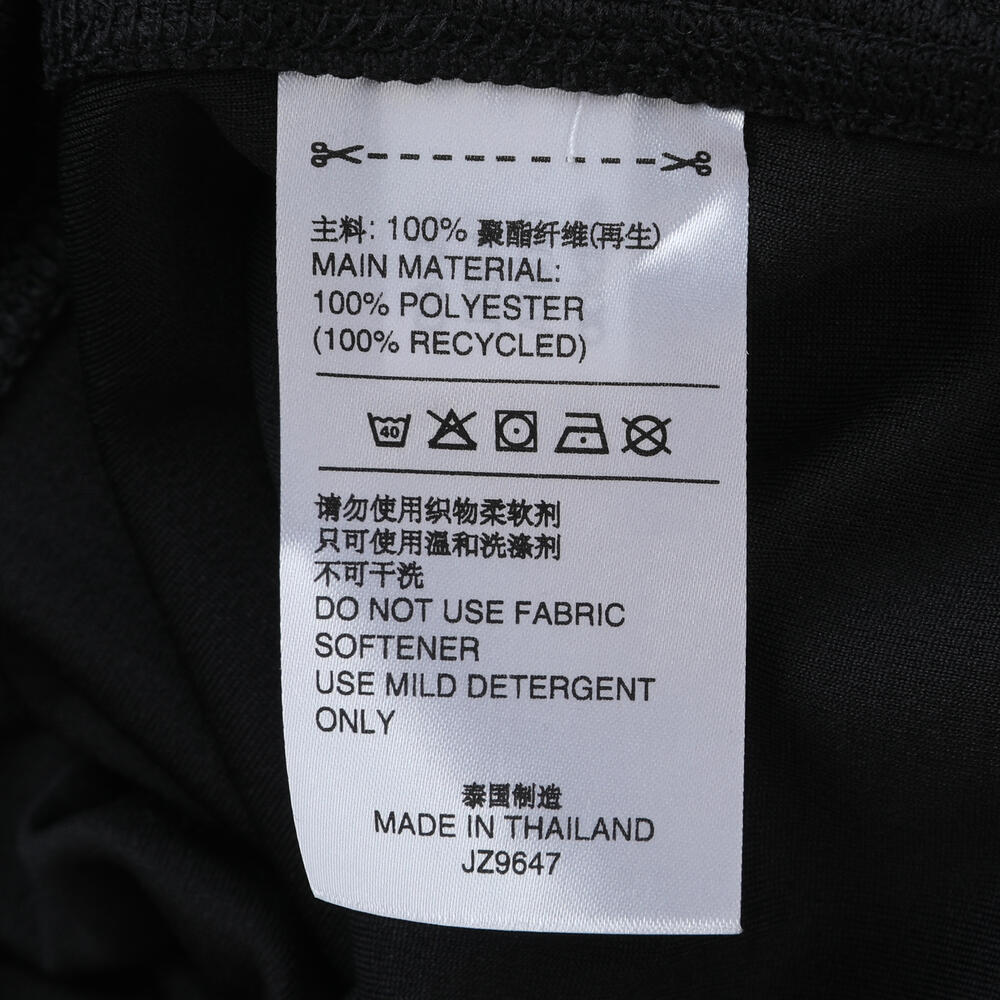 主料: 100% 聚酯纤维(再生)
MAIN MATERIAL:
100% POLYESTER
(100% RECYCLED)
40
请勿使用织物柔软剂
只可使用温和洗涤剂
不可干洗
DO NOT USE FABRIC
SOFTENER
USE MILD DETERGENT
ONLY
泰国制造
MADE IN THAILAND
JZ9647